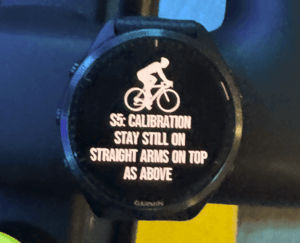 S5: CALIBRATION
STAY STILL ON
STRAIGHT ARMS ON TOP
AS ABOVE
GARMIN